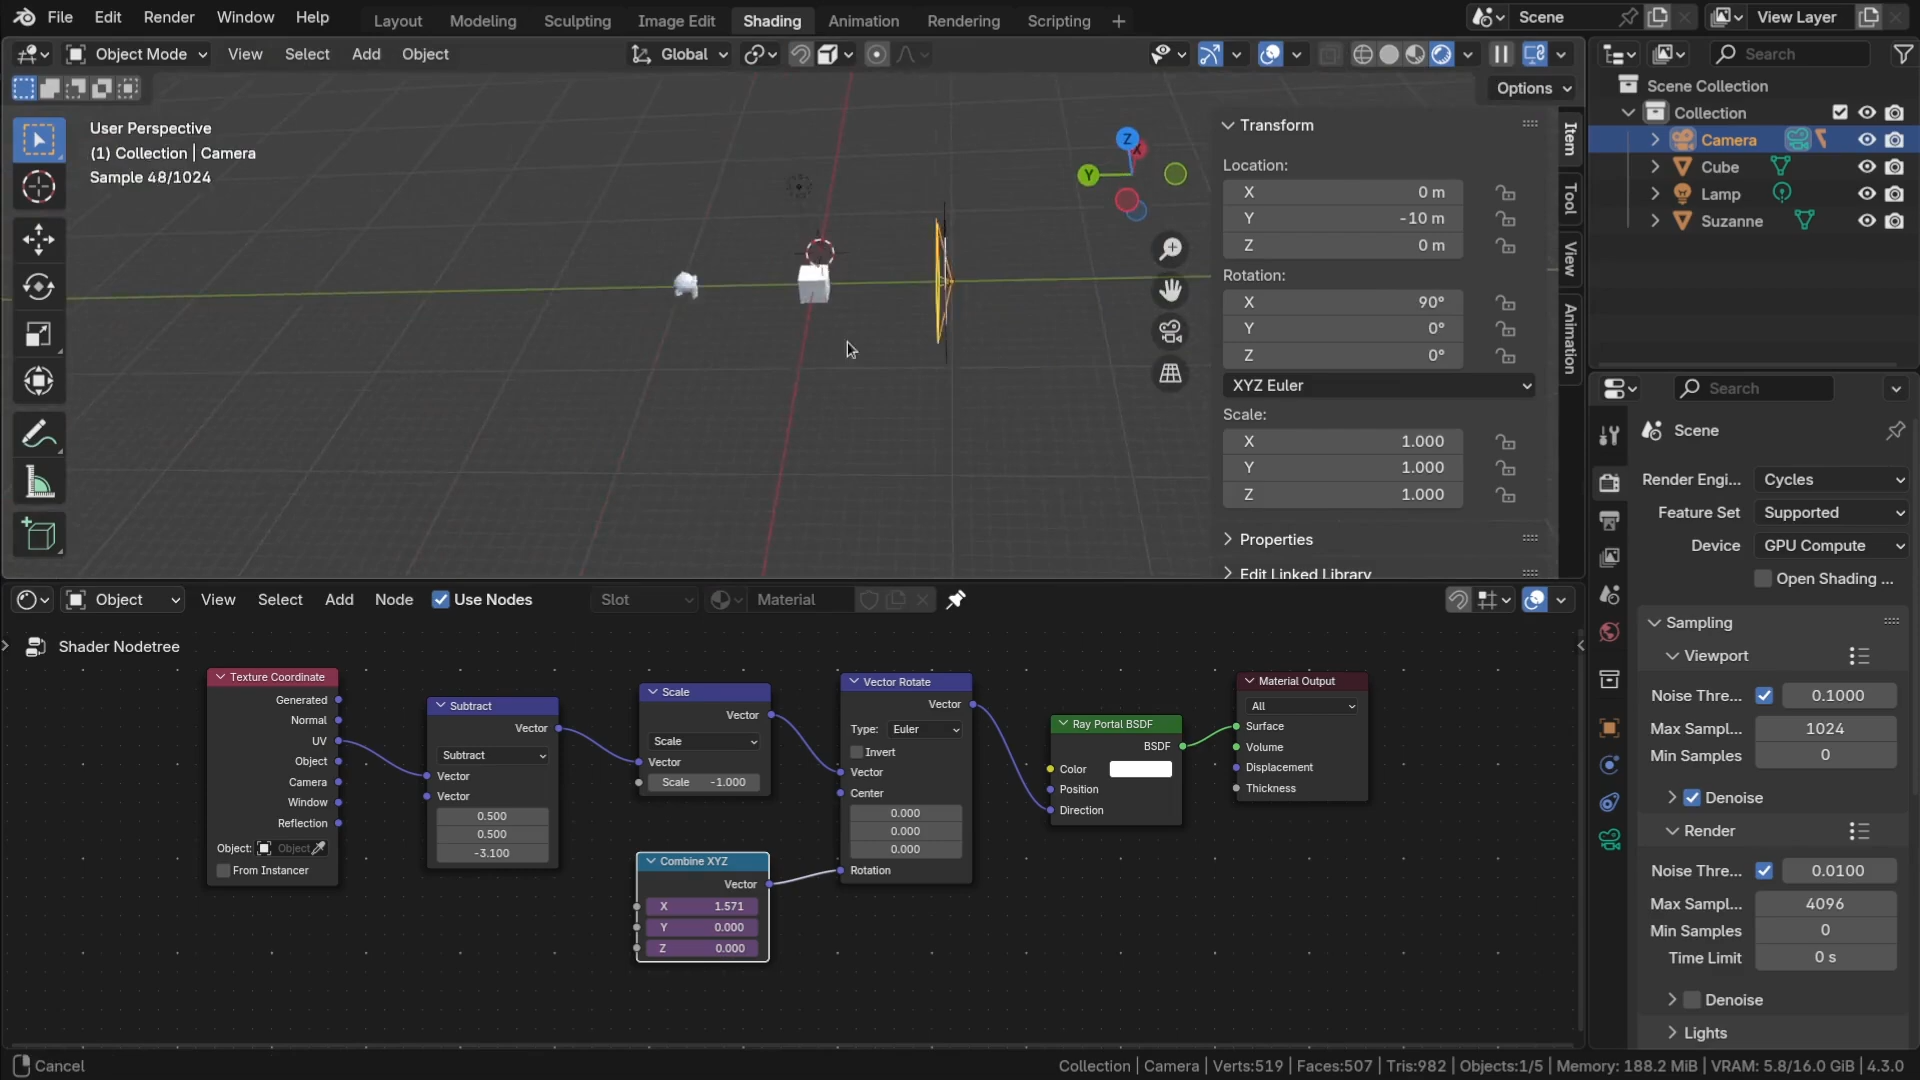 File Edit Render Window Help Layout Modeling Sculpting Image Edit Shading Animation Rendering Scripting + Scene View Layer
Object Mode View Select Add Object Global Search
Options
Scene Collection
Collection
Camera
Cube
Lamp
Suzanne
User Perspective
(1) Collection | Camera
Sample 48/1024
Z
X
Y
Transform
Location:
X 0 m
Y -10 m
Z 0 m
Rotation:
X 90°
Y 0°
Z 0°
XYZ Euler
Scale:
X 1.000
Y 1.000
Z 1.000
Properties
Edit Linked Library
Item
Tool
View
Animation
Search
Scene
Render Engi... Cycles
Feature Set Supported
Device GPU Compute
Open Shading ...
Sampling
Viewport
Noise Thre... 0.1000
Max Sampl... 1024
Min Samples 0
Denoise
Render
Noise Thre... 0.0100
Max Sampl... 4096
Min Samples 0
Time Limit 0 s
Denoise
Lights
Object View Select Add Node Use Nodes Slot Material
Shader Nodetree
Texture Coordinate
Generated
Normal
UV
Object
Camera
Window
Reflection
Object: Object
From Instancer
Subtract
Vector
Subtract
Vector
Vector
0.500
0.500
-3.100
Scale
Vector
Scale
Vector
Scale -1.000
Combine XYZ
Vector
X 1.571
Y 0.000
Z 0.000
Vector Rotate
Vector
Type: Euler
Invert
Vector
Center
0.000
0.000
0.000
Rotation
Ray Portal BSDF
BSDF
Color
Position
Direction
Material Output
All
Surface
Volume
Displacement
Thickness
Cancel
Collection | Camera | Verts:519 | Faces:507 | Tris:982 | Objects:1/5 | Memory: 188.2 MiB | VRAM: 5.8/16.0 GiB | 4.3.0